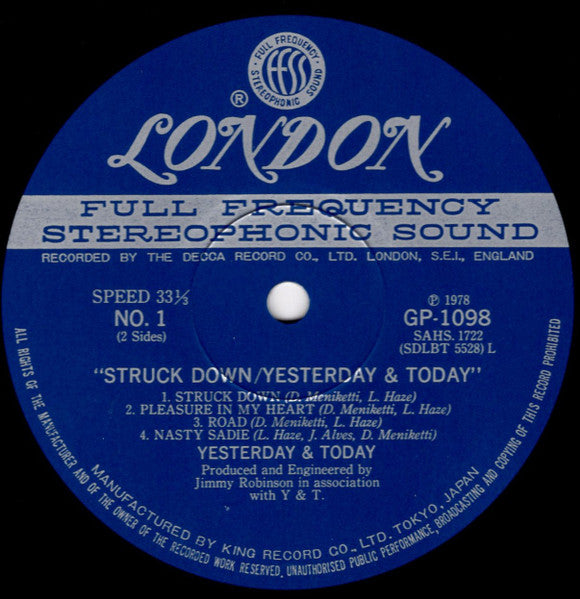 FULL FREQUENCY
FFSS
STEREOPHONIC SOUND
®
LONDON
FULL FREQUENCY
STEREOPHONIC SOUND
RECORDED BY THE DECCA RECORD CO., LTD. LONDON, S.E.I., ENGLAND
SPEED 33⅓
NO. 1
(2 Sides)
Ⓟ 1978
GP-1098
SAHS. 1722
(SDLBT 5528) L
"STRUCK DOWN/YESTERDAY & TODAY"
1. STRUCK DOWN (D. Meniketti, L. Haze)
2. PLEASURE IN MY HEART (D. Meniketti, L. Haze)
3. ROAD (D. Meniketti, L. Haze)
4. NASTY SADIE (L. Haze, J. Alves, D. Meniketti)
YESTERDAY & TODAY
Produced and Engineered by
Jimmy Robinson in association
with Y & T.
MANUFACTURED BY KING RECORD CO., LTD. TOKYO, JAPAN
ALL RIGHTS OF THE MANUFACTURER AND OF THE OWNER OF THE RECORDED WORK RESERVED. UNAUTHORISED PUBLIC PERFORMANCE, BROADCASTING AND COPYING OF THIS RECORD PROHIBITED